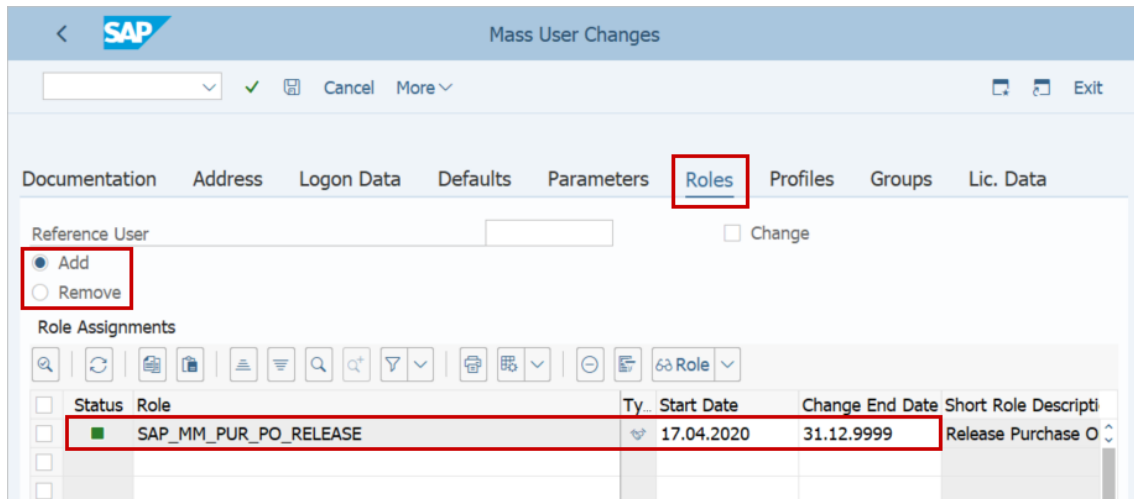 SAP Mass User Changes
Cancel More Exit
Documentation Address Logon Data Defaults Parameters Roles Profiles Groups Lic. Data
Reference User Change
Add
Remove
Role Assignments
Role
Status Role Ty... Start Date Change End Date Short Role Descripti
SAP_MM_PUR_PO_RELEASE 17.04.2020 31.12.9999 Release Purchase O